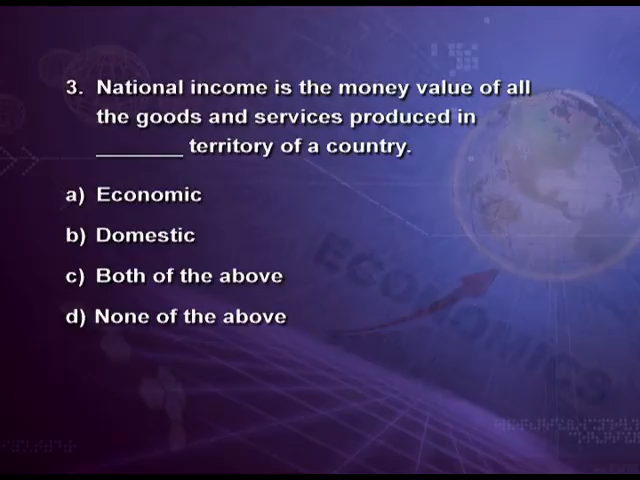 3. National income is the money value of all
the goods and services produced in
________ territory of a country.
a) Economic
b) Domestic
c) Both of the above
d) None of the above
ECONOMICS